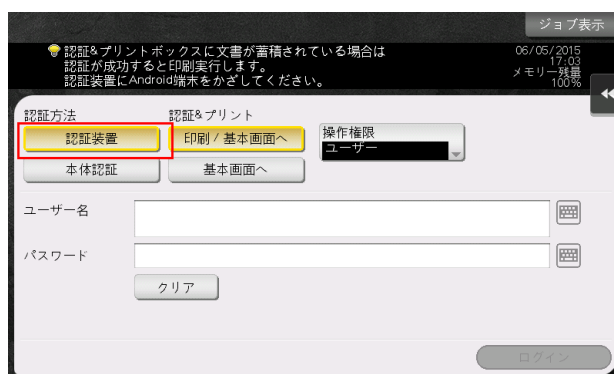 ジョブ表示
認証&プリントボックスに文書が蓄積されている場合は
認証が成功すると印刷実行します。
認証装置にAndroid端末をかざしてください。
06/05/2015
17:03
メモリー残量
100%
認証方法
認証&プリント
認証装置
印刷 / 基本画面へ
操作権限
ユーザー
本体認証
基本画面へ
ユーザー名
パスワード
クリア
ログイン